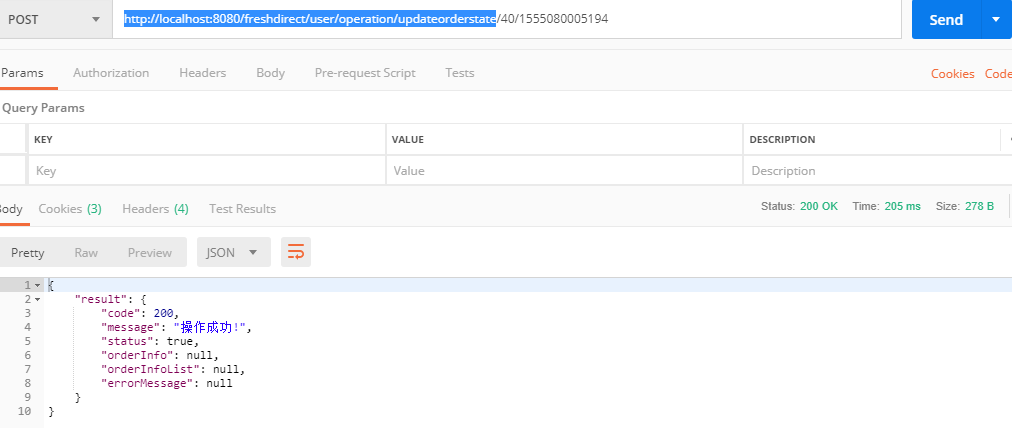 POST http://localhost:8080/freshdirect/user/operation/updateorderstate/40/1555080005194 Send
Params Authorization Headers Body Pre-request Script Tests Cookies Code
Query Params
KEY VALUE DESCRIPTION
Key Value Description
Body Cookies (3) Headers (4) Test Results Status: 200 OK Time: 205 ms Size: 278 B
Pretty Raw Preview JSON
1 {
2 "result": {
3 "code": 200,
4 "message": "操作成功!",
5 "status": true,
6 "orderInfo": null,
7 "orderInfoList": null,
8 "errorMessage": null
9 }
10 }